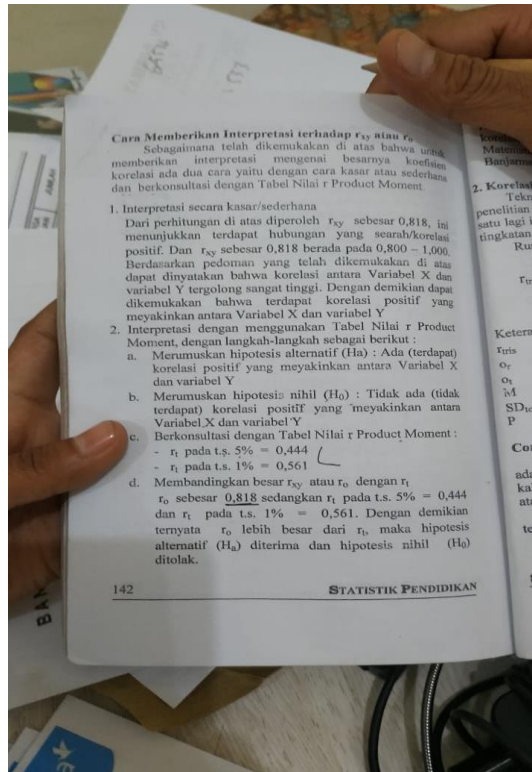 Cara Memberikan Interpretasi terhadap rxy atau ro
Sebagaimana telah dikemukakan di atas bahwa untuk
memberikan interpretasi mengenai besarnya koefisien
korelasi ada dua cara yaitu dengan cara kasar atau sederhana
dan berkonsultasi dengan Tabel Nilai r Product Moment
1. Interpretasi secara kasar/sederhana
Dari perhitungan di atas diperoleh rxy sebesar 0,818, ini
menunjukkan terdapat hubungan yang searah/korelasi
positif. Dan rxy sebesar 0,818 berada pada 0,800 – 1,000.
Berdasarkan pedoman yang telah dikemukakan di atas
dapat dinyatakan bahwa korelasi antara Variabel X dan
variabel Y tergolong sangat tinggi. Dengan demikian dapat
dikemukakan bahwa terdapat korelasi positif yang
meyakinkan antara Variabel X dan variabel Y
2. Interpretasi dengan menggunakan Tabel Nilai r Product
Moment, dengan langkah-langkah sebagai berikut :
a. Merumuskan hipotesis alternatif (Ha) : Ada (terdapat)
korelasi positif yang meyakinkan antara Variabel X
dan variabel Y
b. Merumuskan hipotesis nihil (H0) : Tidak ada (tidak
terdapat) korelasi positif yang meyakinkan antara
Variabel X dan variabel Y
c. Berkonsultasi dengan Tabel Nilai r Product Moment :
- rt pada t.s. 5% = 0,444
- rt pada t.s. 1% = 0,561
d. Membandingkan besar rxy atau ro dengan rt
ro sebesar 0,818 sedangkan rt pada t.s. 5% = 0,444
dan rt pada t.s. 1% = 0,561. Dengan demikian
ternyata ro lebih besar dari rt, maka hipotesis
alternatif (Ha) diterima dan hipotesis nihil (H0)
ditolak.
142 STATISTIK PENDIDIKAN
2. Korelasi
penelitian
satu lagi
tingkatan
rtris
M
P
BAN